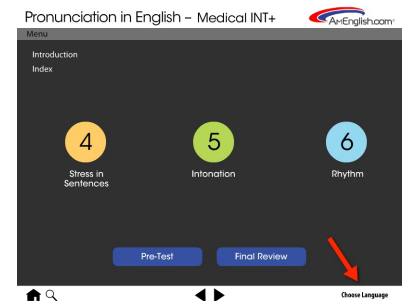 Pronunciation in English – Medical INT+
AmEnglish.com
Menu
Introduction
Index
4
5
6
Stress in
Sentences
Intonation
Rhythm
Pre-Test
Final Review
Choose Language